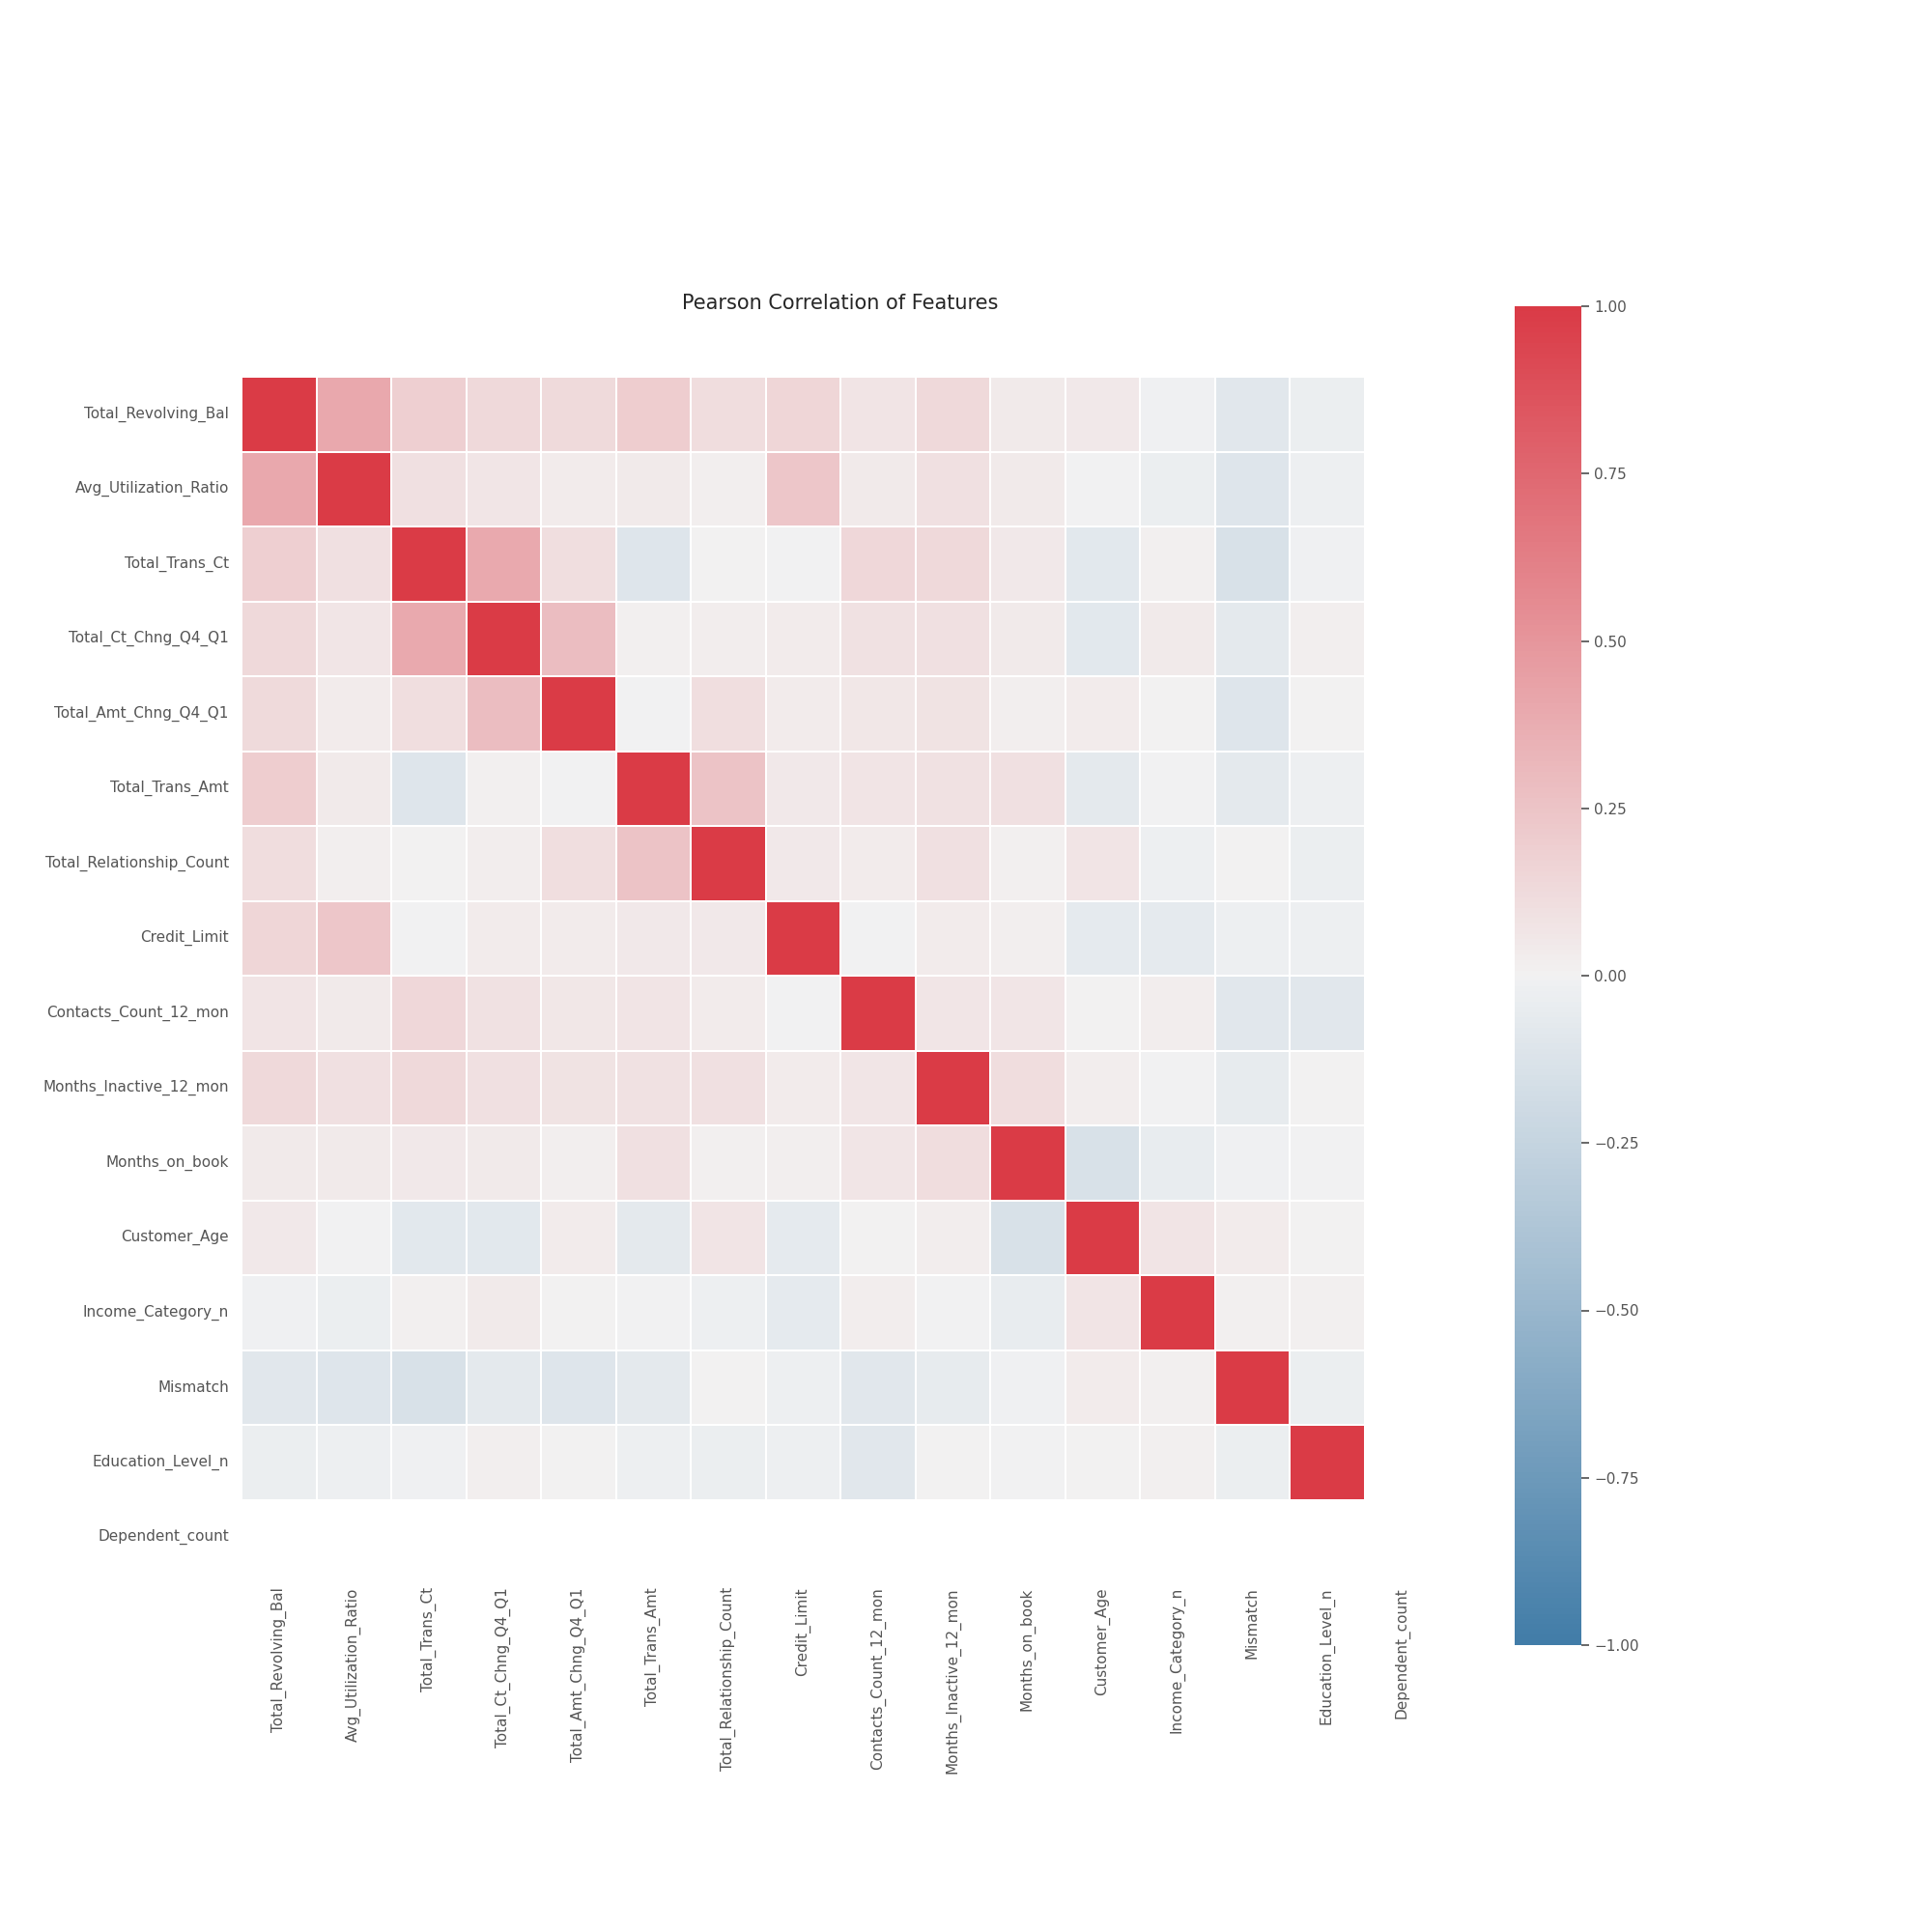 Pearson Correlation of Features
Total_Revolving_Bal
Avg_Utilization_Ratio
Total_Trans_Ct
Total_Ct_Chng_Q4_Q1
Total_Amt_Chng_Q4_Q1
Total_Trans_Amt
Total_Relationship_Count
Credit_Limit
Contacts_Count_12_mon
Months_Inactive_12_mon
Months_on_book
Customer_Age
Income_Category_n
Mismatch
Education_Level_n
Dependent_count
Total_Revolving_Bal
Avg_Utilization_Ratio
Total_Trans_Ct
Total_Ct_Chng_Q4_Q1
Total_Amt_Chng_Q4_Q1
Total_Trans_Amt
Total_Relationship_Count
Credit_Limit
Contacts_Count_12_mon
Months_Inactive_12_mon
Months_on_book
Customer_Age
Income_Category_n
Mismatch
Education_Level_n
Dependent_count
1.00
0.75
0.50
0.25
0.00
−0.25
−0.50
−0.75
−1.00